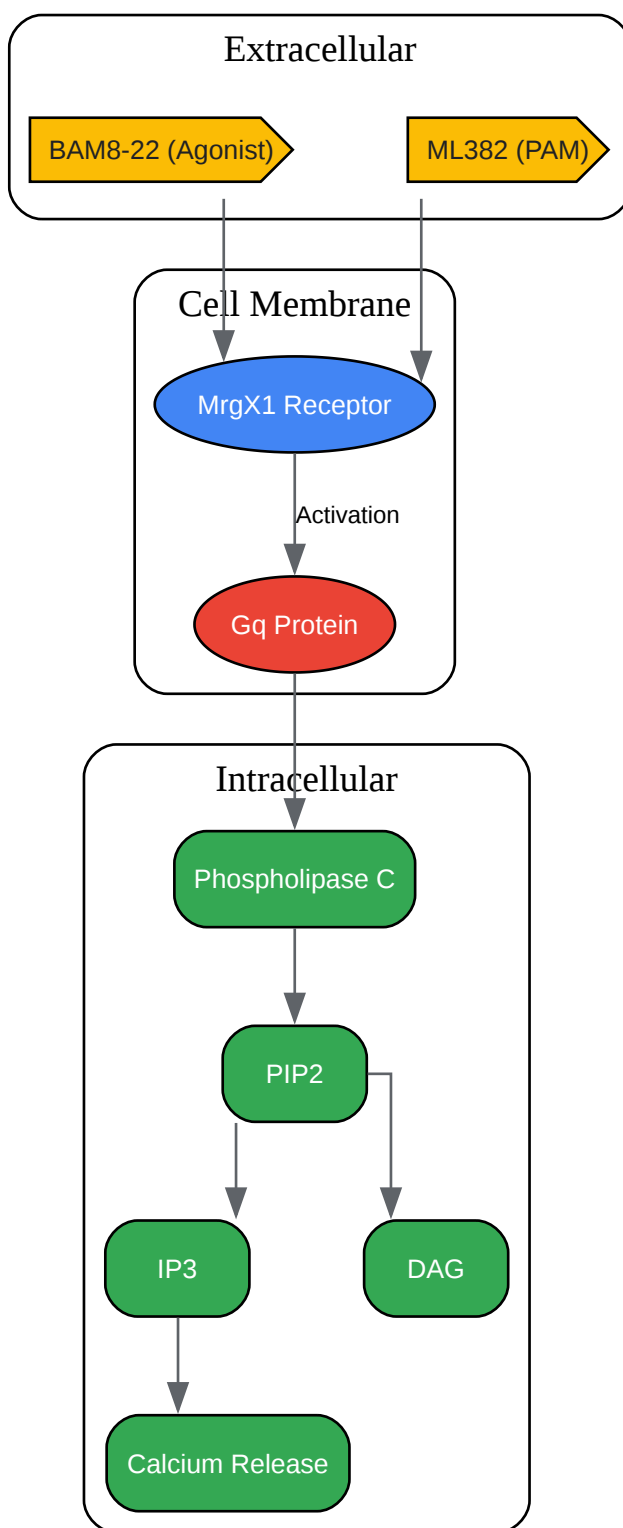 Extracellular
BAM8-22 (Agonist)
ML382 (PAM)
Cell Membrane
MrgX1 Receptor
Activation
Gq Protein
Intracellular
Phospholipase C
PIP2
IP3
DAG
Calcium Release